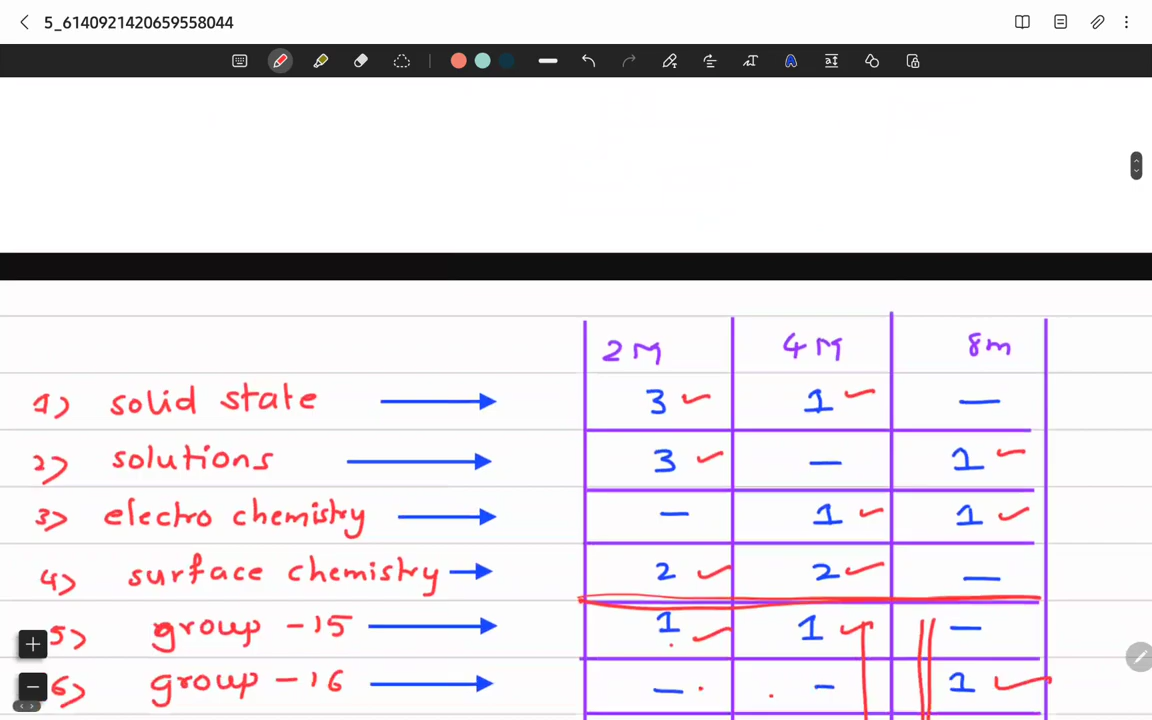 5_6140921420659558044
2M 4M 8m
1) solid state 3 1 —
2) solutions 3 — 1
3) electro chemistry — 1 1
4) surface chemistry 2 2 —
5) group -15 1 1 —
6) group -16 — - 1